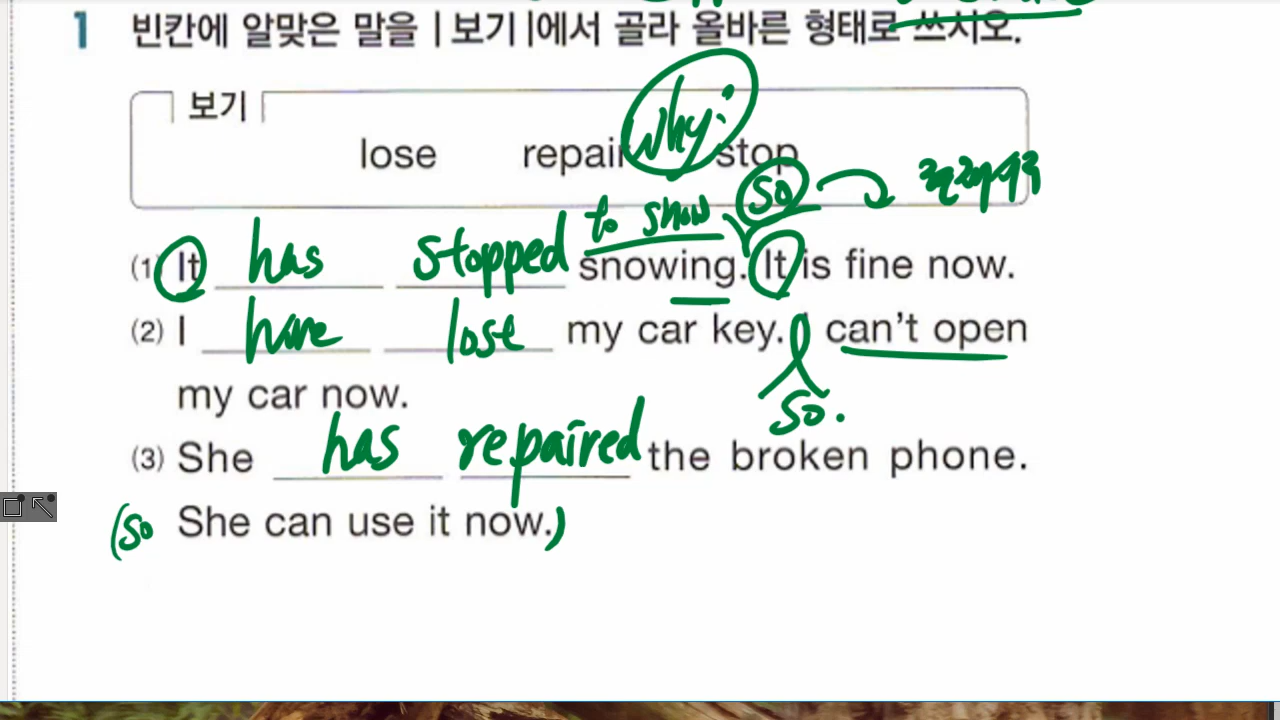 1 빈칸에 알맞은 말을 |보기|에서 골라 올바른 형태로 쓰시오.
보기
why:
lose repair stop
to snow so
(1) It has stopped snowing. It is fine now.
(2) I have lost my car key. I can't open
my car now.
so.
(3) She has repaired the broken phone.
(so She can use it now.)